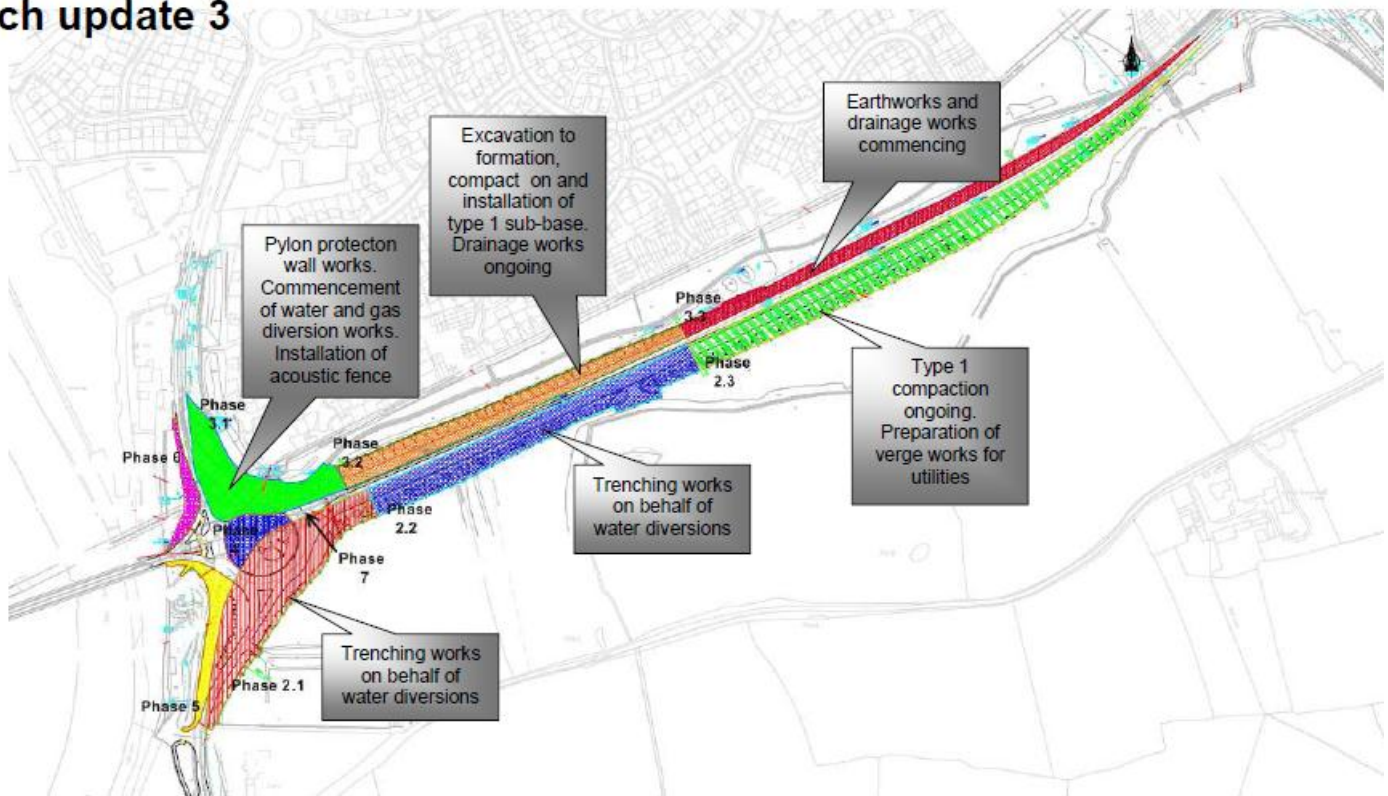 ch update 3
Earthworks and
drainage works
commencing
Excavation to
formation,
compact on and
installation of
type 1 sub-base.
Drainage works
ongoing
Pylon protecton
wall works.
Commencement
of water and gas
diversion works.
Installation of
acoustic fence
Phase
3.3
Phase
2.3
Type 1
compaction
ongoing.
Preparation of
verge works for
utilities
Phase
3.1
Phase
3.2
Phase 6
Trenching works
on behalf of
water diversions
Phase
2.2
Phase
Phase
7
Trenching works
on behalf of
water diversions
Phase 2.1
Phase 5